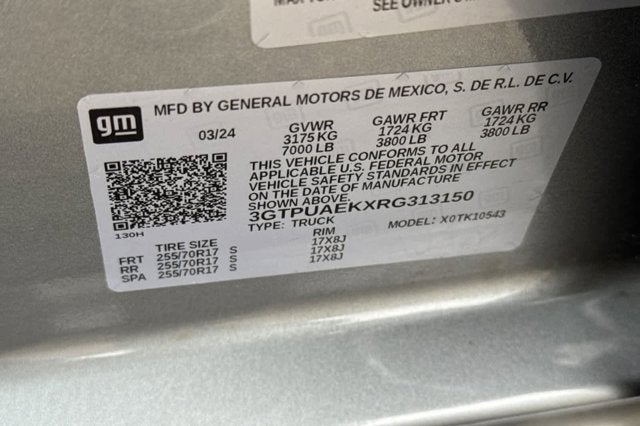 SEE OWNER'S
gm
MFD BY GENERAL MOTORS DE MEXICO, S. DE R.L. DE C.V.
03/24 GVWR GAWR FRT GAWR RR
3175 KG 1724 KG 1724 KG
7000 LB 3800 LB 3800 LB
THIS VEHICLE CONFORMS TO ALL
APPLICABLE U.S. FEDERAL MOTOR
VEHICLE SAFETY STANDARDS IN EFFECT
ON THE DATE OF MANUFACTURE
SHOWN ABOVE.
3GTPUAEKXRG313150
TYPE: TRUCK MODEL: X0TK10543
130H
TIRE SIZE RIM
FRT 255/70R17 S 17X8J
RR 255/70R17 S 17X8J
SPA 255/70R17 S 17X8J